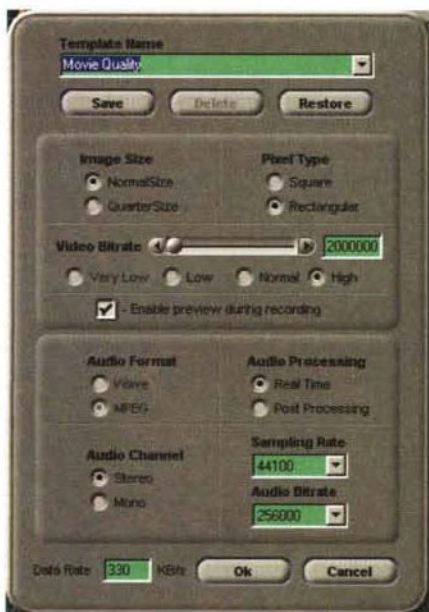 Template Name
Movie Quality
Save Delete Restore
Image Size Pixel Type
NormalSize Square
QuarterSize Rectangular
Video Bitrate 2000000
Very Low Low Normal High
- Enable preview during recording
Audio Format Audio Processing
Wave Real Time
MPEG Post Processing
Audio Channel Sampling Rate
Stereo 44100
Mono Audio Bitrate
256000
Data Rate 330 KB/s Ok Cancel